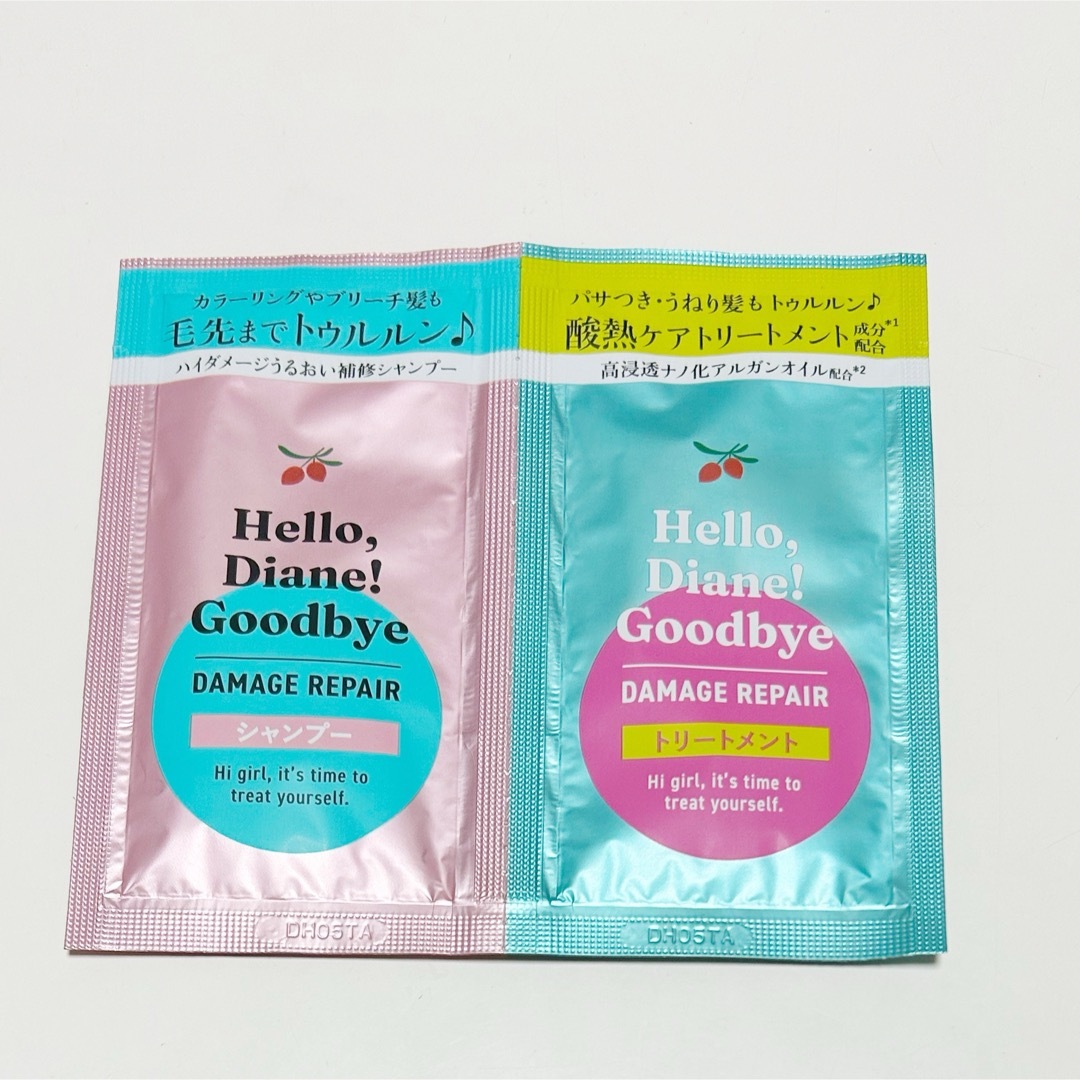 カラーリングやブリーチ髪も
毛先までトゥルルン♪
ハイダメージうるおい補修シャンプー
Hello,
Diane!
Goodbye
DAMAGE REPAIR
シャンプー
Hi girl, it's time to
treat yourself.
DH05TA
パサつき・うねり髪もトゥルルン♪
酸熱ケアトリートメント成分配合*1
高浸透ナノ化アルガンオイル配合*2
Hello,
Diane!
Goodbye
DAMAGE REPAIR
トリートメント
Hi girl, it's time to
treat yourself.
DH05TA